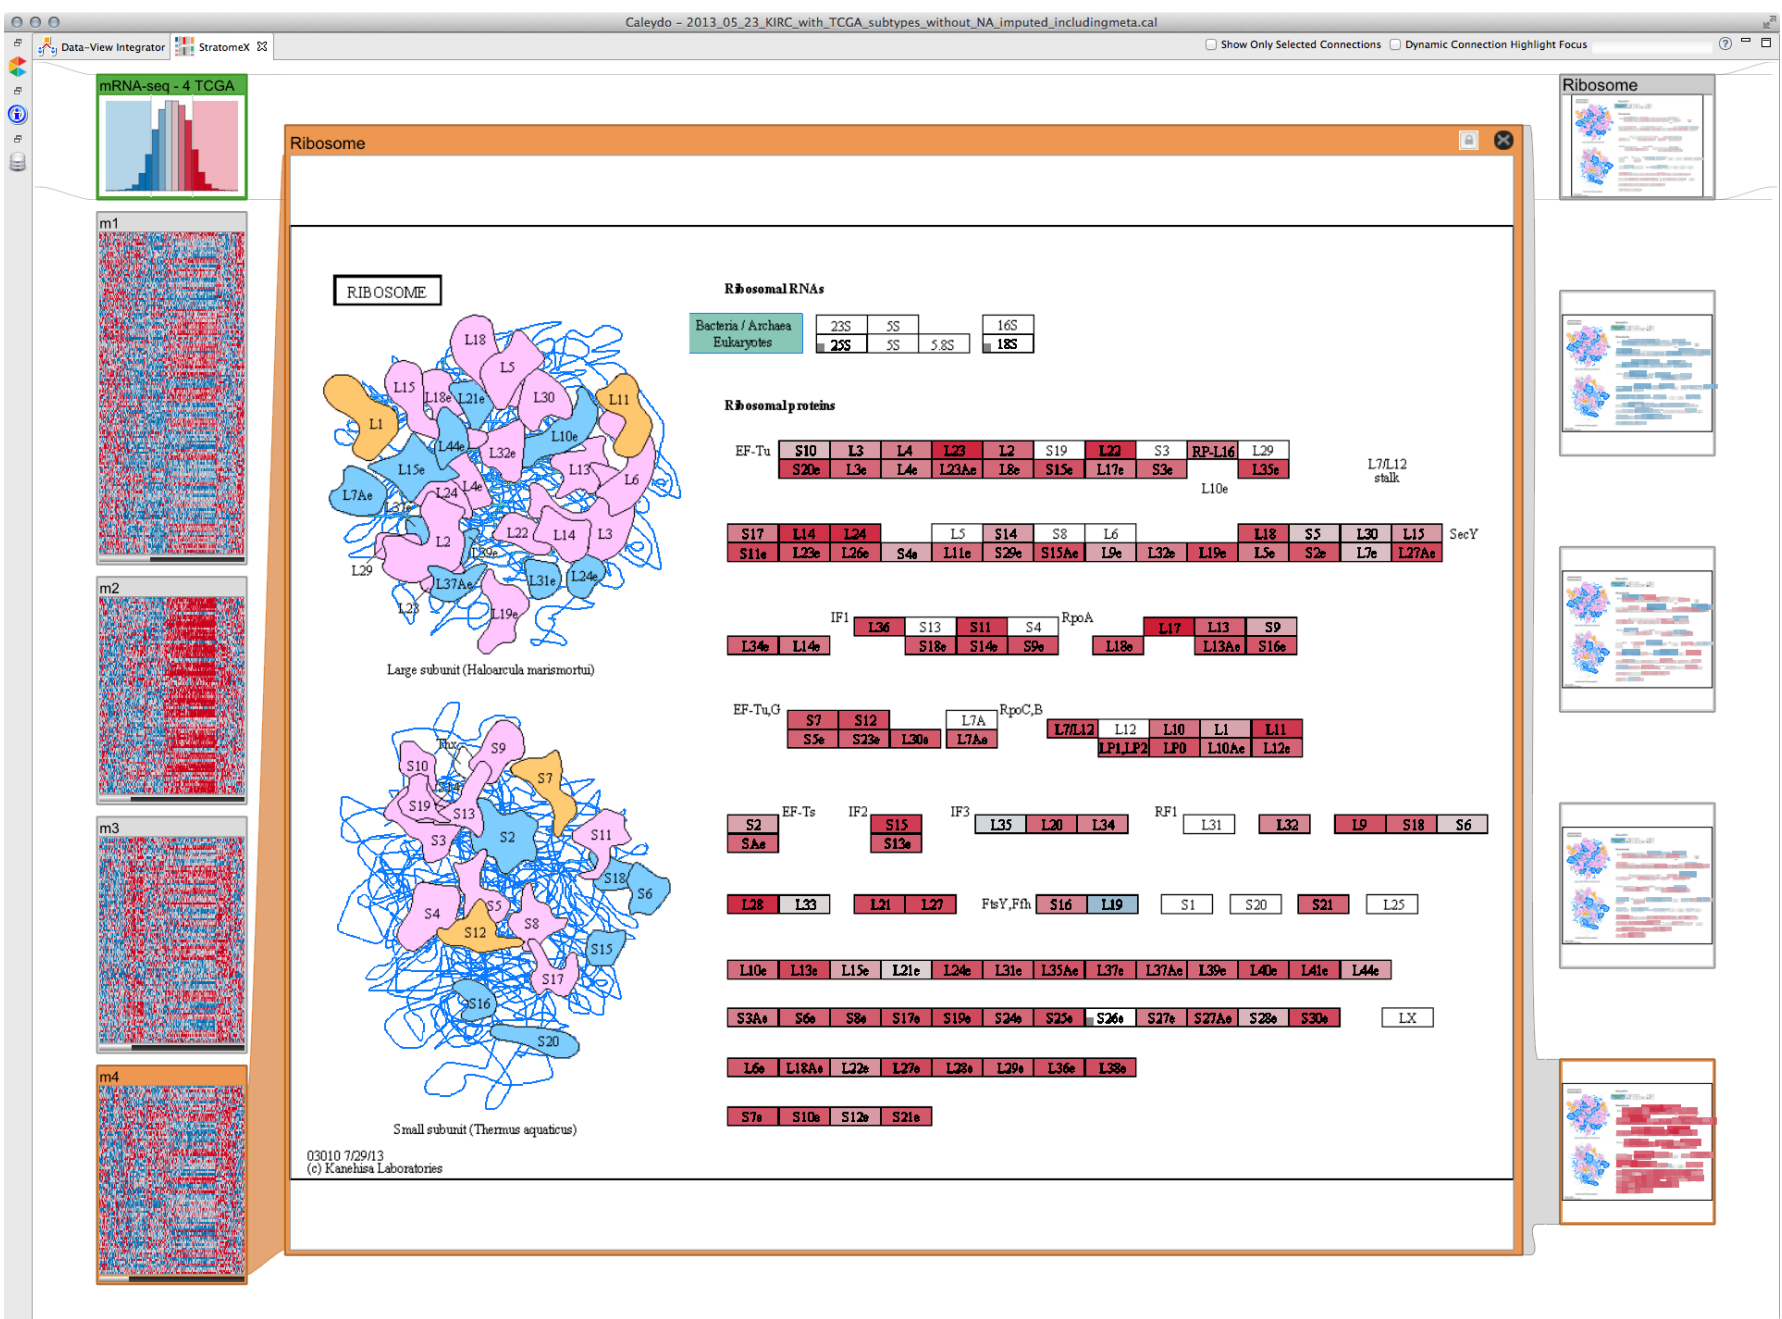 Caleydo - 2013_05_23_KIRC_with_TCGA_subtypes_without_NA_imputed_includingmeta.cal
Data-View Integrator StratomeX Show Only Selected Connections Dynamic Connection Highlight Focus
mRNA-seq - 4 TCGA
m1
m2
m3
m4
Ribosome
RIBOSOME
L18
L5
L15
L18e
L21e
L30
L11
L1
L44e
L10e
L32e
L15e
L13
L6
L7Ae
L4e
L24
L37e
L2
L22
L14
L3
L39e
L29
L37Ae
L31e
L24e
L23
L19e
Large subunit (Haloarcula marismortui)
Thx
S9
S10
S7
S14
S19
S13
S11
S3
S2
S18
S6
S4
S5
S8
S12
S15
S17
S16
S20
Small subunit (Thermus aquaticus)
03010 7/29/13
(c) Kanehisa Laboratories
Ribosomal RNAs
Bacteria / Archaea 23S 5S 16S
Eukaryotes 25S 5S 5.8S 18S
Ribosomal proteins
EF-Tu S10 L3 L4 L23 L2 S19 L22 S3 RP-L16 L29
S20e L3e L4e L23Ae L8e S15e L17e S3e L35e
L10e
L7/L12
stalk
S17 L14 L24 L5 S14 S8 L6 L18 S5 L30 L15 SecY
S11e L23e L26e S4e L11e S29e S15Ae L9e L32e L19e L5e S2e L7e L27Ae
IF1 L36 S13 S11 S4 RpoA L17 L13 S9
L34e L14e S18e S14e S9e L18e L13Ae S16e
EF-Tu,G S7 S12 L7A RpoC,B L7/L12 L12 L10 L1 L11
S5e S23e L30e L7Ae LP1,LP2 LP0 L10Ae L12e
S2 EF-Ts IF2 S15 IF3 L35 L20 L34 RF1 L31 L32 L9 S18 S6
SAe S13e
L28 L33 L21 L27 FtsY,Ffh S16 L19 S1 S20 S21 L25
L10e L13e L15e L21e L24e L31e L35Ae L37e L37Ae L39e L40e L41e L44e
S3Ae S6e S8e S17e S19e S24e S25e S26e S27e S27Ae S28e S30e LX
L6e L18Ae L22e L27e L28e L29e L36e L38e
S7e S10e S12e S21e
Ribosome